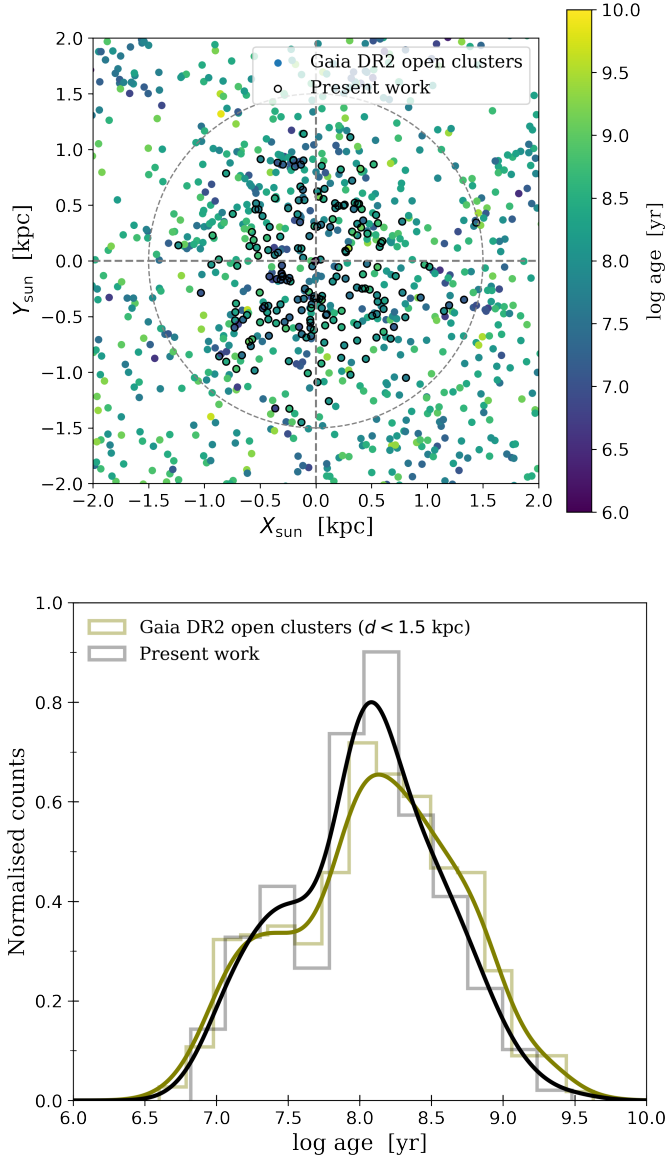 Gaia DR2 open clusters
Present work
2.0
1.5
1.0
0.5
0.0
−0.5
−1.0
−1.5
−2.0
Y_sun [kpc]
−2.0 −1.5 −1.0 −0.5 0.0 0.5 1.0 1.5 2.0
X_sun [kpc]
10.0
9.5
9.0
8.5
8.0
7.5
7.0
6.5
6.0
log age [yr]
Gaia DR2 open clusters (d < 1.5 kpc)
Present work
1.0
0.8
0.6
0.4
0.2
0.0
Normalised counts
6.0 6.5 7.0 7.5 8.0 8.5 9.0 9.5 10.0
log age [yr]